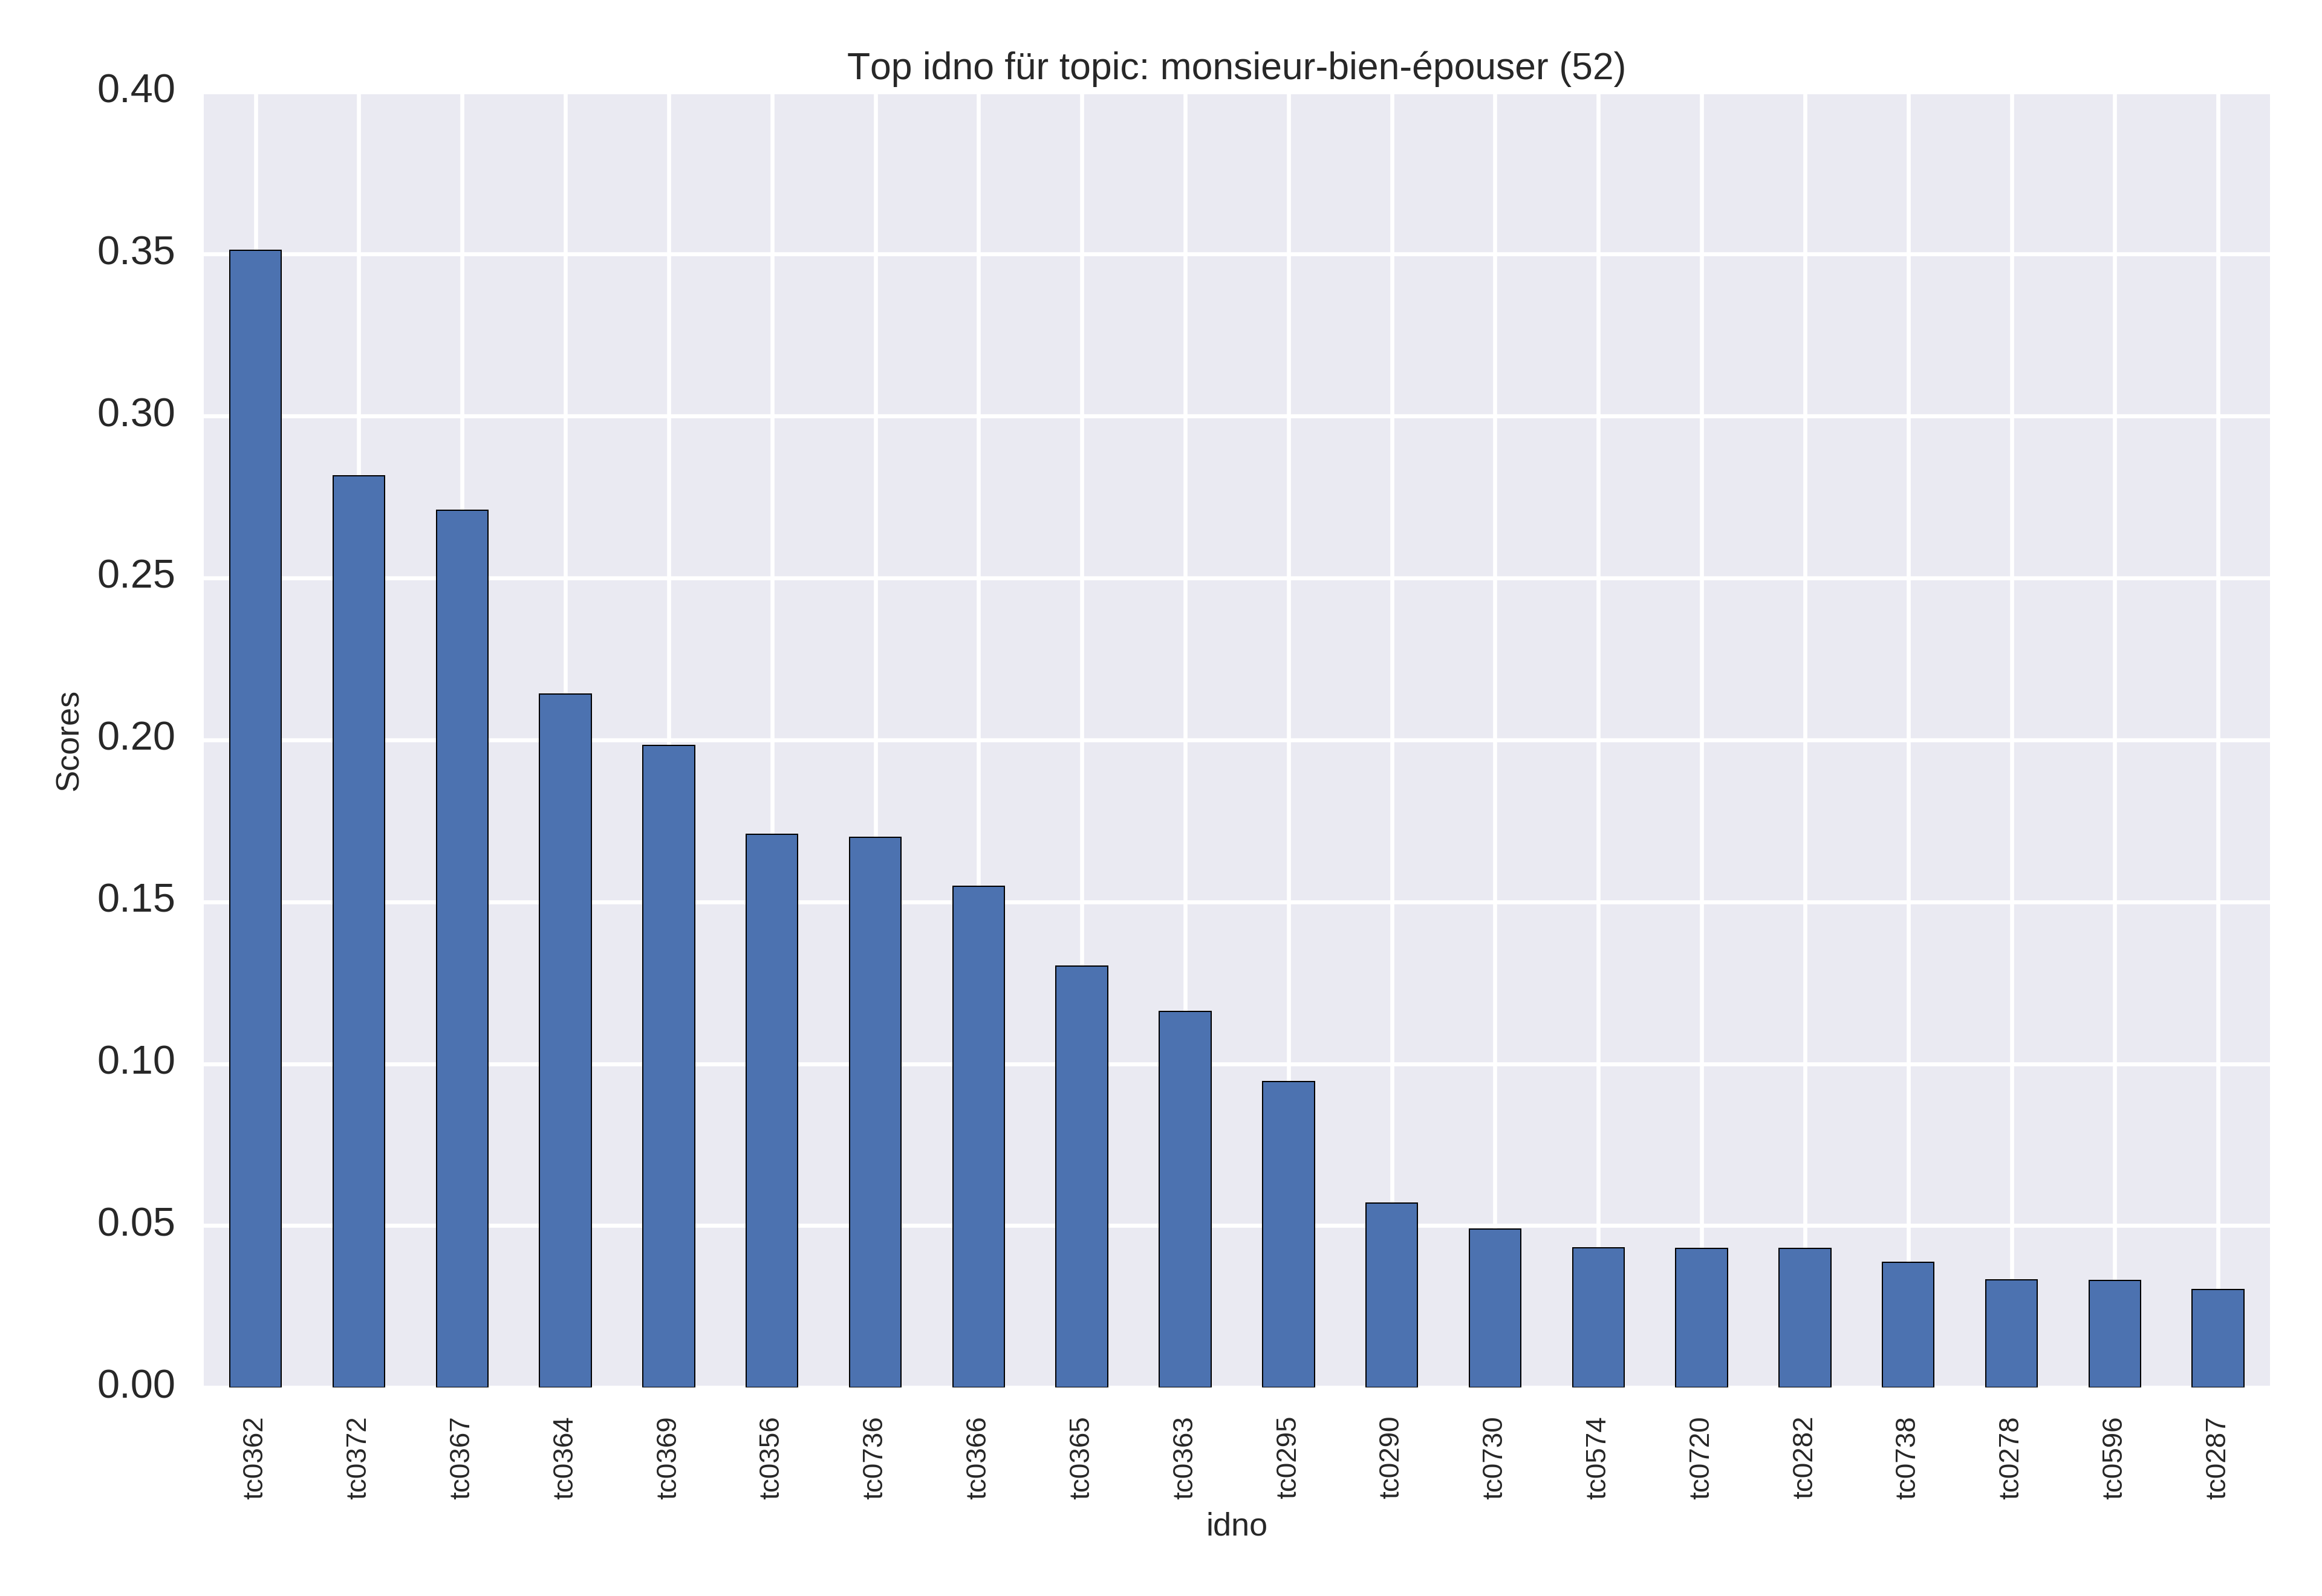 Top idno für topic: monsieur-bien-épouser (52)
0.40
0.35
0.30
0.25
0.20
0.15
0.10
0.05
0.00
Scores
tc0362
tc0372
tc0367
tc0364
tc0369
tc0356
tc0736
tc0366
tc0365
tc0363
tc0295
tc0290
tc0730
tc0574
tc0720
tc0282
tc0738
tc0278
tc0596
tc0287
idno